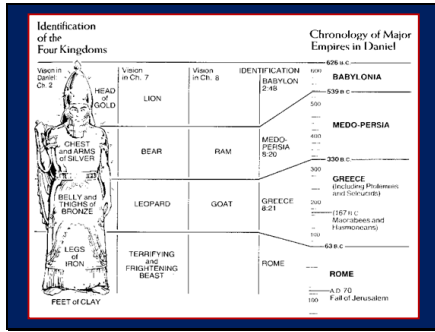 Identification
of the
Four Kingdoms
Chronology of Major
Empires in Daniel
Vision in
Daniel
Ch. 2
Vision
in Ch. 7
Vision
in Ch. 8
IDENTIFICATION
HEAD
of
GOLD
LION
BABYLON
2:48
CHEST
and ARMS
of SILVER
BEAR
RAM
MEDO-
PERSIA
8:20
BELLY and
THIGHS of
BRONZE
LEOPARD
GOAT
GREECE
8:21
LEGS
of
IRON
TERRIFYING
and
FRIGHTENING
BEAST
ROME
FEET of CLAY
626 B.C.
600
BABYLONIA
539 B.C.
500
MEDO-PERSIA
400
330 B.C.
300
GREECE
(Including Ptolemies
and Seleucids)
200
(167 B.C.
Maccabees and
Hasmoneans)
100
63 B.C.
ROME
A.D. 70
Fall of Jerusalem
100